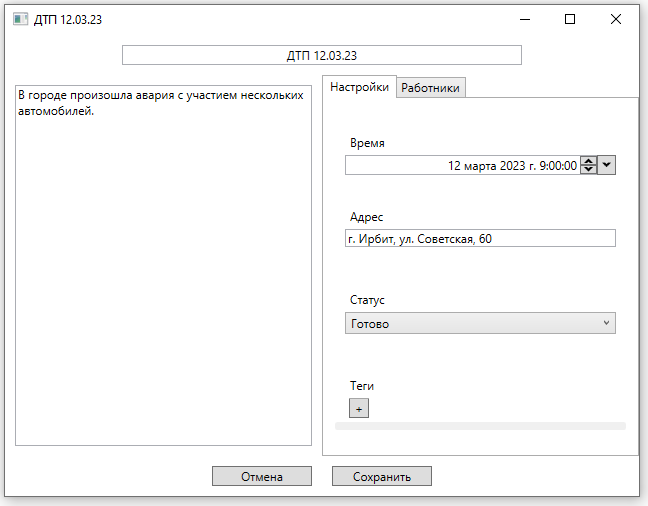 ДТП 12.03.23
ДТП 12.03.23
В городе произошла авария с участием нескольких
автомобилей.
Настройки
Работники
Время
12 марта 2023 г. 9:00:00
Адрес
г. Ирбит, ул. Советская, 60
Статус
Готово
Теги
+
Отмена
Сохранить